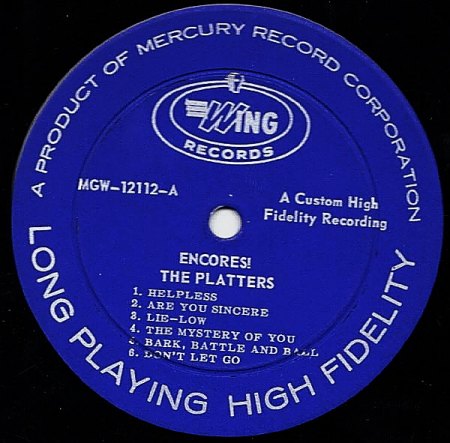 A PRODUCT OF MERCURY RECORD CORPORATION
WING
RECORDS
MGW-12112-A
A Custom High
Fidelity Recording
ENCORES!
THE PLATTERS
1. HELPLESS
2. ARE YOU SINCERE
3. LIE-LOW
4. THE MYSTERY OF YOU
5. BARK, BATTLE AND BALL
6. DON'T LET GO
LONG PLAYING HIGH FIDELITY